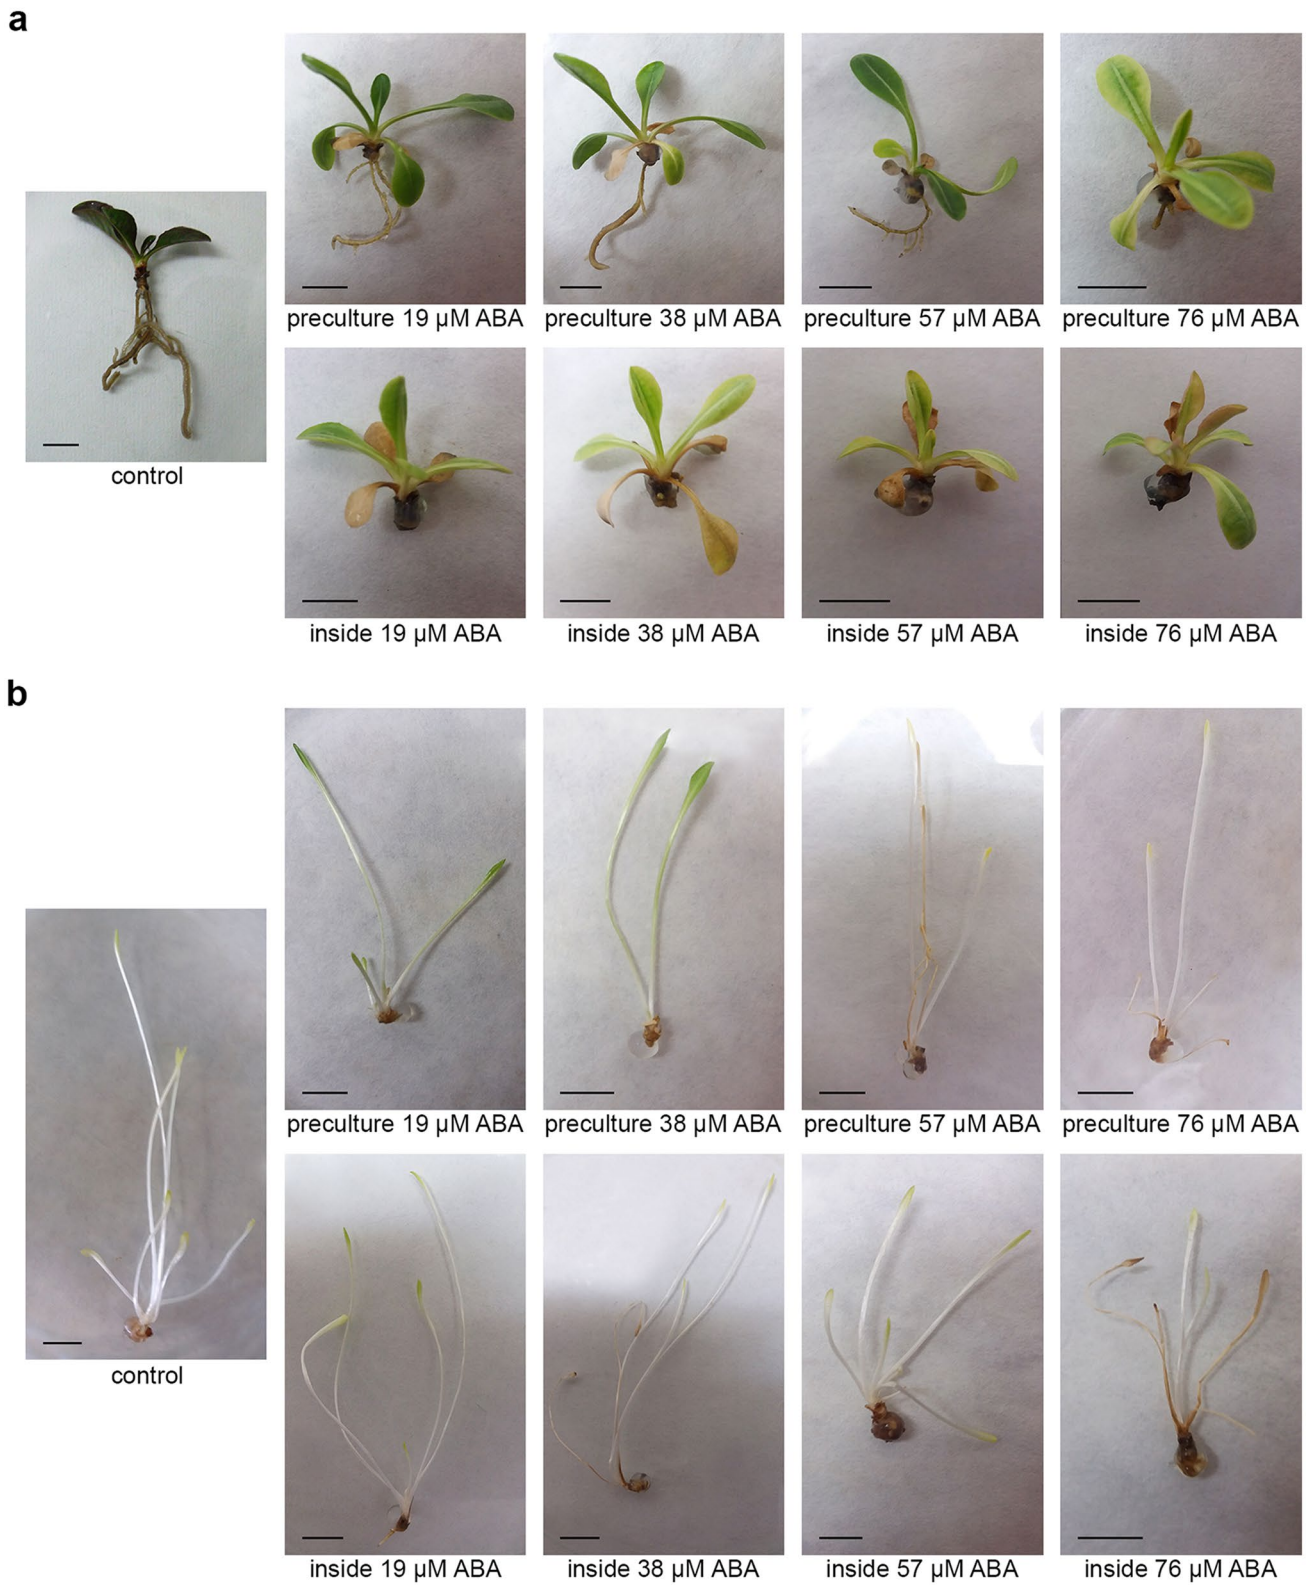 a
preculture 19 µM ABA
preculture 38 µM ABA
preculture 57 µM ABA
preculture 76 µM ABA
control
inside 19 µM ABA
inside 38 µM ABA
inside 57 µM ABA
inside 76 µM ABA
b
preculture 19 µM ABA
preculture 38 µM ABA
preculture 57 µM ABA
preculture 76 µM ABA
control
inside 19 µM ABA
inside 38 µM ABA
inside 57 µM ABA
inside 76 µM ABA